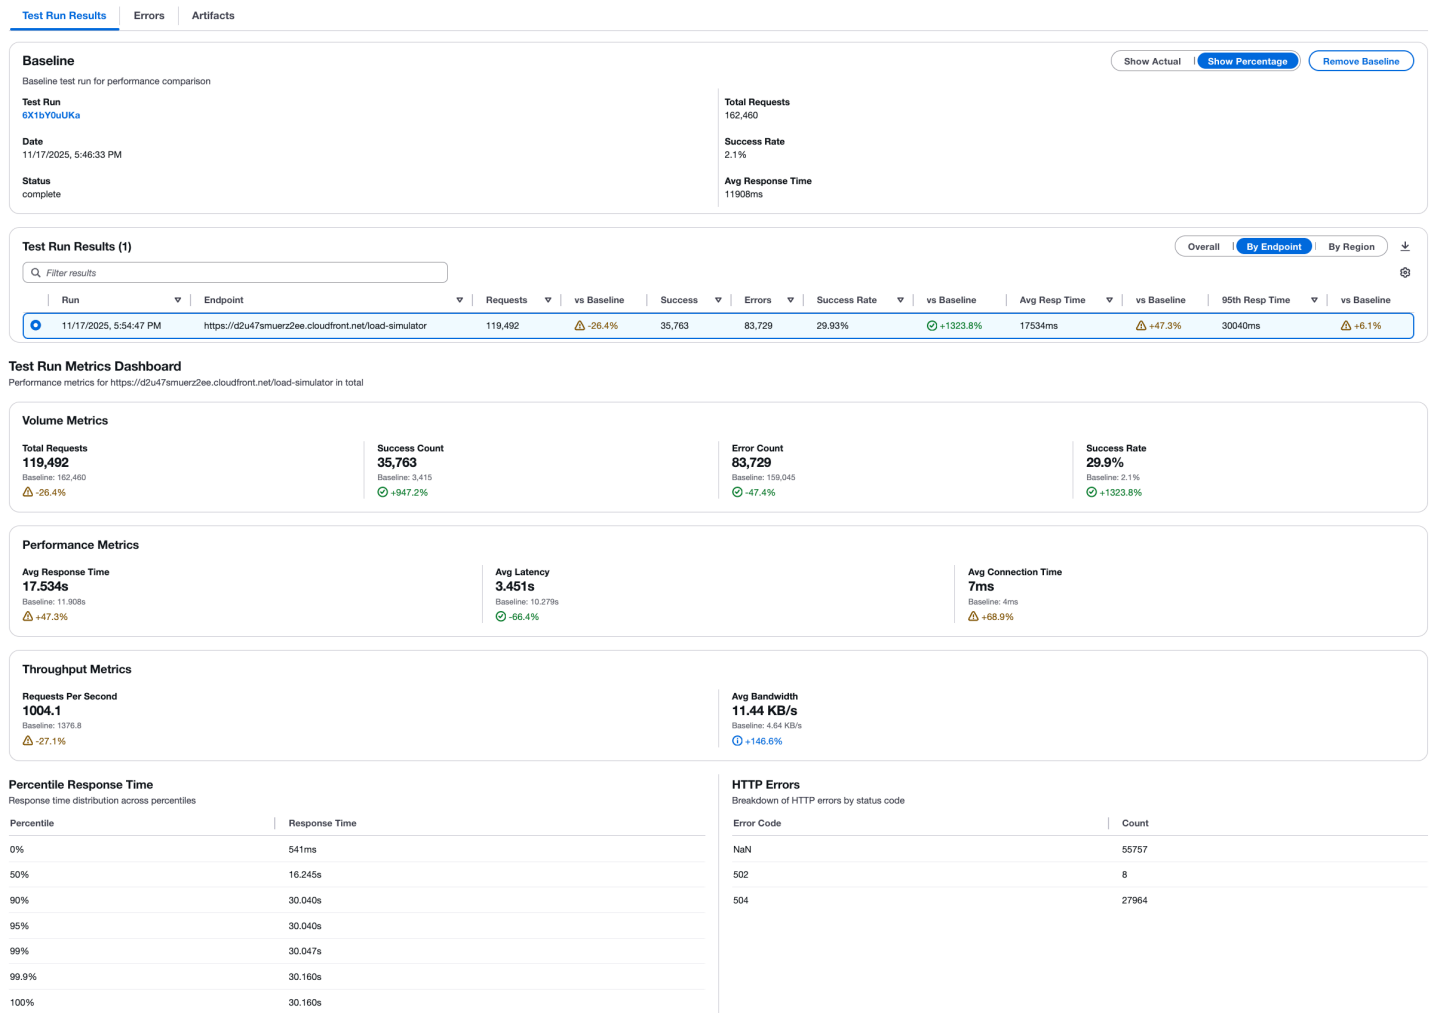 Test Run Results
Errors
Artifacts
Baseline
Show Actual
Show Percentage
Remove Baseline
Baseline test run for performance comparison
Test Run
6X1bY0uUKa
Date
11/17/2025, 5:46:33 PM
Status
complete
Total Requests
162,460
Success Rate
2.1%
Avg Response Time
11908ms
Test Run Results (1)
Overall
By Endpoint
By Region
Filter results
Run Endpoint Requests vs Baseline Success Errors Success Rate vs Baseline Avg Resp Time vs Baseline 95th Resp Time vs Baseline
11/17/2025, 5:54:47 PM https://d2u47smuerz2ee.cloudfront.net/load-simulator 119,492 -26.4% 35,763 83,729 29.93% +1323.8% 17534ms +47.3% 30040ms +6.1%
Test Run Metrics Dashboard
Performance metrics for https://d2u47smuerz2ee.cloudfront.net/load-simulator in total
Volume Metrics
Total Requests
119,492
Baseline: 162,460
-26.4%
Success Count
35,763
Baseline: 3,415
+947.2%
Error Count
83,729
Baseline: 159,045
-47.4%
Success Rate
29.9%
Baseline: 2.1%
+1323.8%
Performance Metrics
Avg Response Time
17.534s
Baseline: 11.908s
+47.3%
Avg Latency
3.451s
Baseline: 10.279s
-66.4%
Avg Connection Time
7ms
Baseline: 4ms
+68.9%
Throughput Metrics
Requests Per Second
1004.1
Baseline: 1376.8
-27.1%
Avg Bandwidth
11.44 KB/s
Baseline: 4.64 KB/s
+146.6%
Percentile Response Time
Response time distribution across percentiles
Percentile Response Time
0% 541ms
50% 16.245s
90% 30.040s
95% 30.040s
99% 30.047s
99.9% 30.160s
100% 30.160s
HTTP Errors
Breakdown of HTTP errors by status code
Error Code Count
NaN 55757
502 8
504 27964